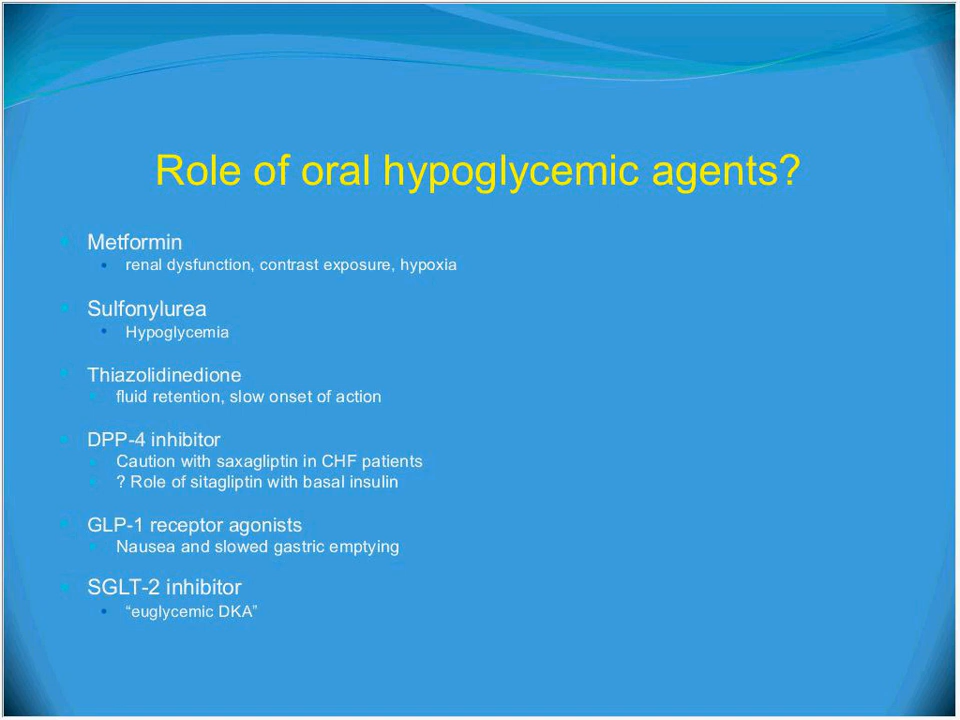 Role of oral hypoglycemic agents?
Metformin
renal dysfunction, contrast exposure, hypoxia
Sulfonylurea
Hypoglycemia
Thiazolidinedione
fluid retention, slow onset of action
DPP-4 inhibitor
Caution with saxagliptin in CHF patients
? Role of sitagliptin with basal insulin
GLP-1 receptor agonists
Nausea and slowed gastric emptying
SGLT-2 inhibitor
“euglycemic DKA”